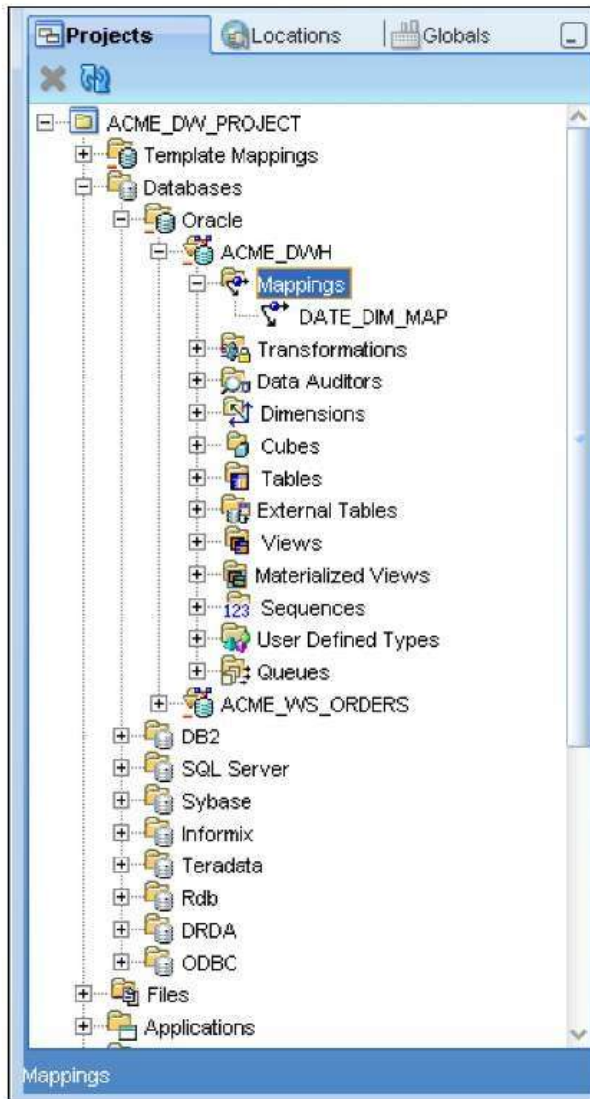 Projects Locations Globals
ACME_DW_PROJECT
Template Mappings
Databases
Oracle
ACME_DWH
Mappings
DATE_DIM_MAP
Transformations
Data Auditors
Dimensions
Cubes
Tables
External Tables
Views
Materialized Views
123 Sequences
User Defined Types
Queues
ACME_WS_ORDERS
DB2
SQL Server
Sybase
Informix
Teradata
Rdb
DRDA
ODBC
Files
Applications
Mappings